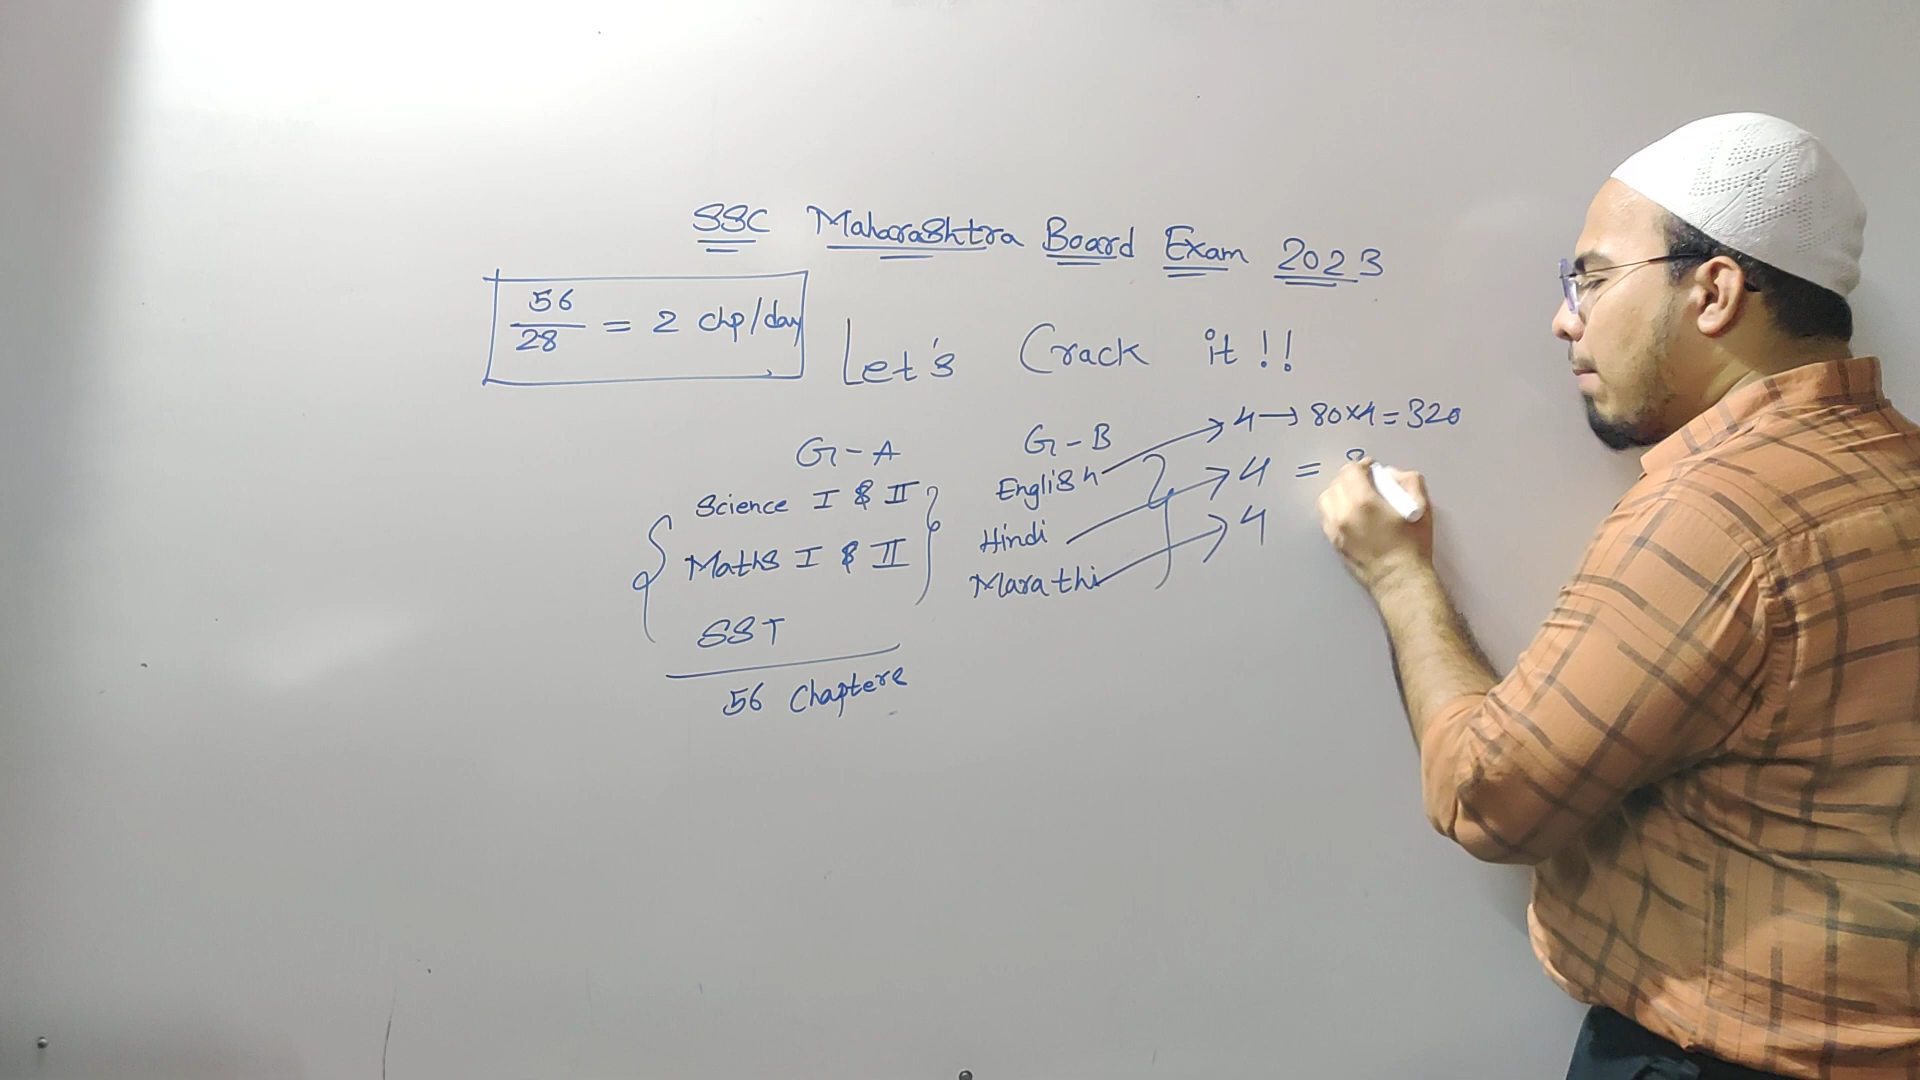 SSC Maharashtra Board Exam 2023
56
28
= 2 chp/day
Let's Crack it!!
G-A
Science I & II
Maths I & II
SST
56 Chapters
G-B
English → 4 → 80×4=320
Hindi → 4 =
Marathi → 4